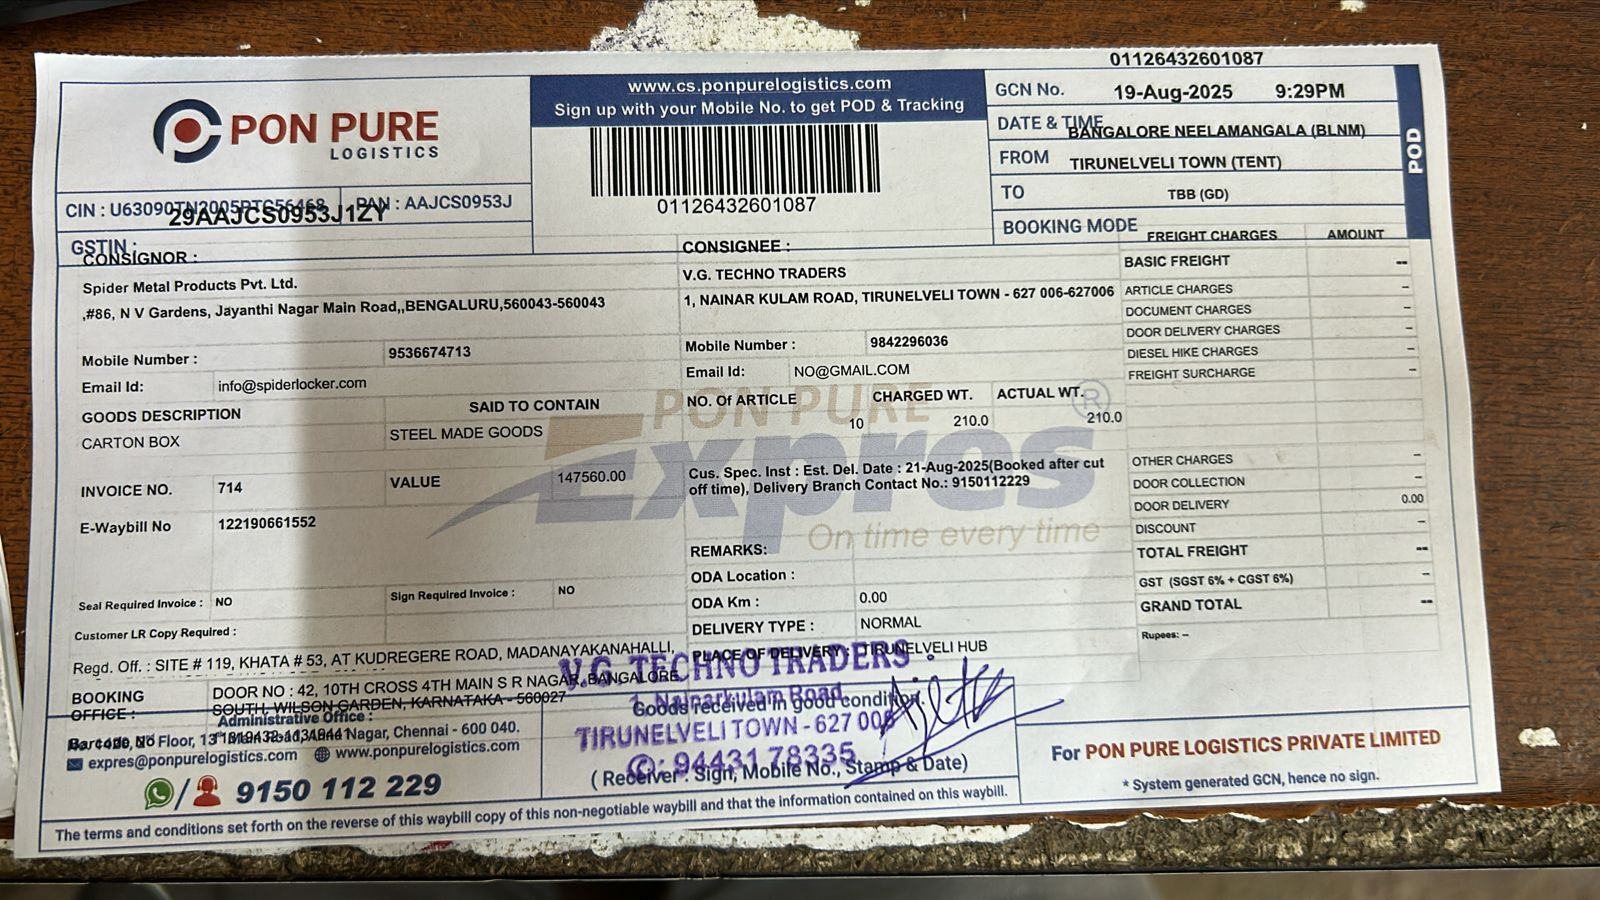 01126432601087
PON PURE
LOGISTICS
www.cs.ponpurelogistics.com
Sign up with your Mobile No. to get POD & Tracking
01126432601087
GCN No. 19-Aug-2025 9:29PM
DATE & TIME BANGALORE NEELAMANGALA (BLNM)
FROM TIRUNELVELI TOWN (TENT)
TO TBB (GD)
BOOKING MODE
POD
CIN : U63090TN2005PTC56468 PAN : AAJCS0953J
29AAJCS0953J1ZY
GSTIN :
CONSIGNOR :
Spider Metal Products Pvt. Ltd.
,#86, N V Gardens, Jayanthi Nagar Main Road,,BENGALURU,560043-560043
Mobile Number : 9536674713
Email Id: info@spiderlocker.com
CONSIGNEE :
V.G. TECHNO TRADERS
1, NAINAR KULAM ROAD, TIRUNELVELI TOWN - 627 006-627006
Mobile Number : 9842296036
Email Id: NO@GMAIL.COM
GOODS DESCRIPTION SAID TO CONTAIN NO. Of ARTICLE CHARGED WT. ACTUAL WT.
CARTON BOX STEEL MADE GOODS 10 210.0 210.0
PON PURE
Expres ®
On time every time
INVOICE NO. 714 VALUE 147560.00
E-Waybill No 122190661552
Cus. Spec. Inst : Est. Del. Date : 21-Aug-2025(Booked after cut
off time), Delivery Branch Contact No.: 9150112229
REMARKS:
ODA Location :
ODA Km : 0.00
DELIVERY TYPE : NORMAL
PLACE OF DELIVERY : TIRUNELVELI HUB
Seal Required Invoice : NO Sign Required Invoice : NO
Customer LR Copy Required :
FREIGHT CHARGES AMOUNT
BASIC FREIGHT --
ARTICLE CHARGES –
DOCUMENT CHARGES –
DOOR DELIVERY CHARGES –
DIESEL HIKE CHARGES –
FREIGHT SURCHARGE –
OTHER CHARGES –
DOOR COLLECTION –
DOOR DELIVERY 0.00
DISCOUNT –
TOTAL FREIGHT --
GST (SGST 6% + CGST 6%) –
GRAND TOTAL --
Rupees: –
Regd. Off. : SITE # 119, KHATA # 53, AT KUDREGERE ROAD, MADANAYAKANAHALLI,
BOOKING OFFICE : DOOR NO : 42, 10TH CROSS 4TH MAIN S R NAGAR, BANGALORE
SOUTH, WILSON GARDEN, KARNATAKA - 560027
Administrative Office :
Barcode No
Floor, 13th Main Road, Anna Nagar, Chennai - 600 040.
expres@ponpurelogistics.com www.ponpurelogistics.com
/ 9150 112 229
V.G. TECHNO TRADERS
1, Nainarkulam Road,
Goods received in good condition.
TIRUNELVELI TOWN - 627 006
✆: 94431 78335
( Receiver : Sign, Mobile No., Stamp & Date)
For PON PURE LOGISTICS PRIVATE LIMITED
* System generated GCN, hence no sign.
The terms and conditions set forth on the reverse of this waybill copy of this non-negotiable waybill and that the information contained on this waybill.